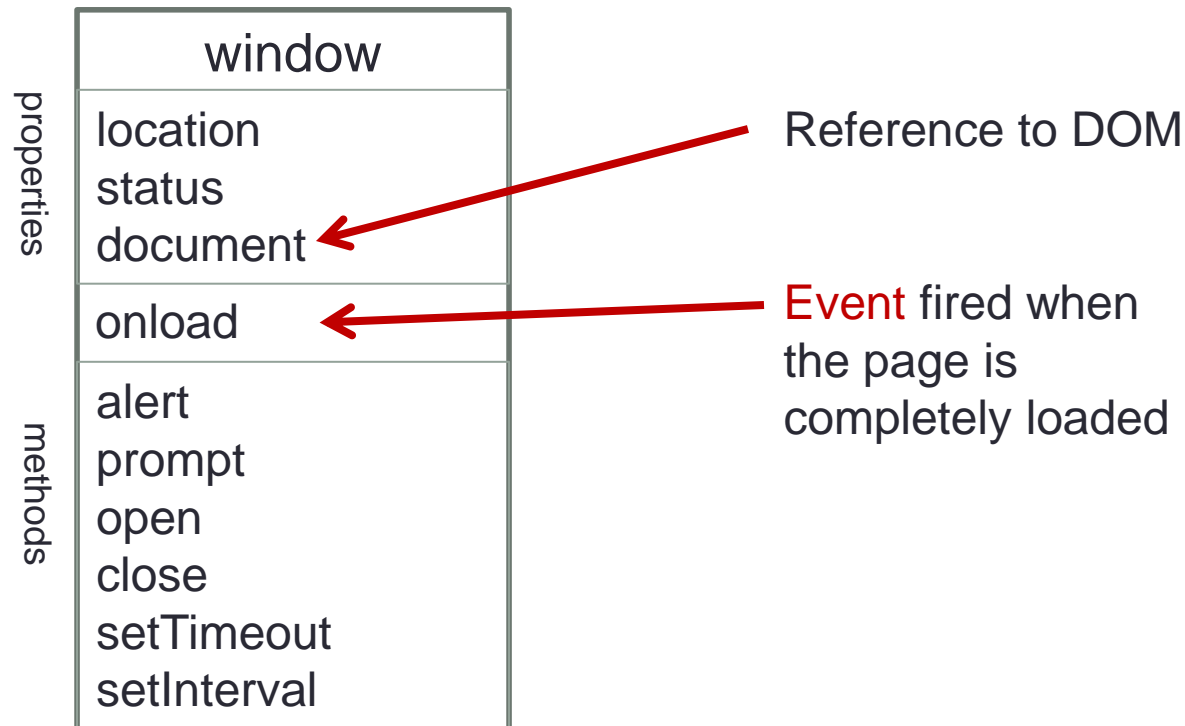 window
properties
location
status
document
Reference to DOM
onload
Event fired when
the page is
completely loaded
methods
alert
prompt
open
close
setTimeout
setInterval